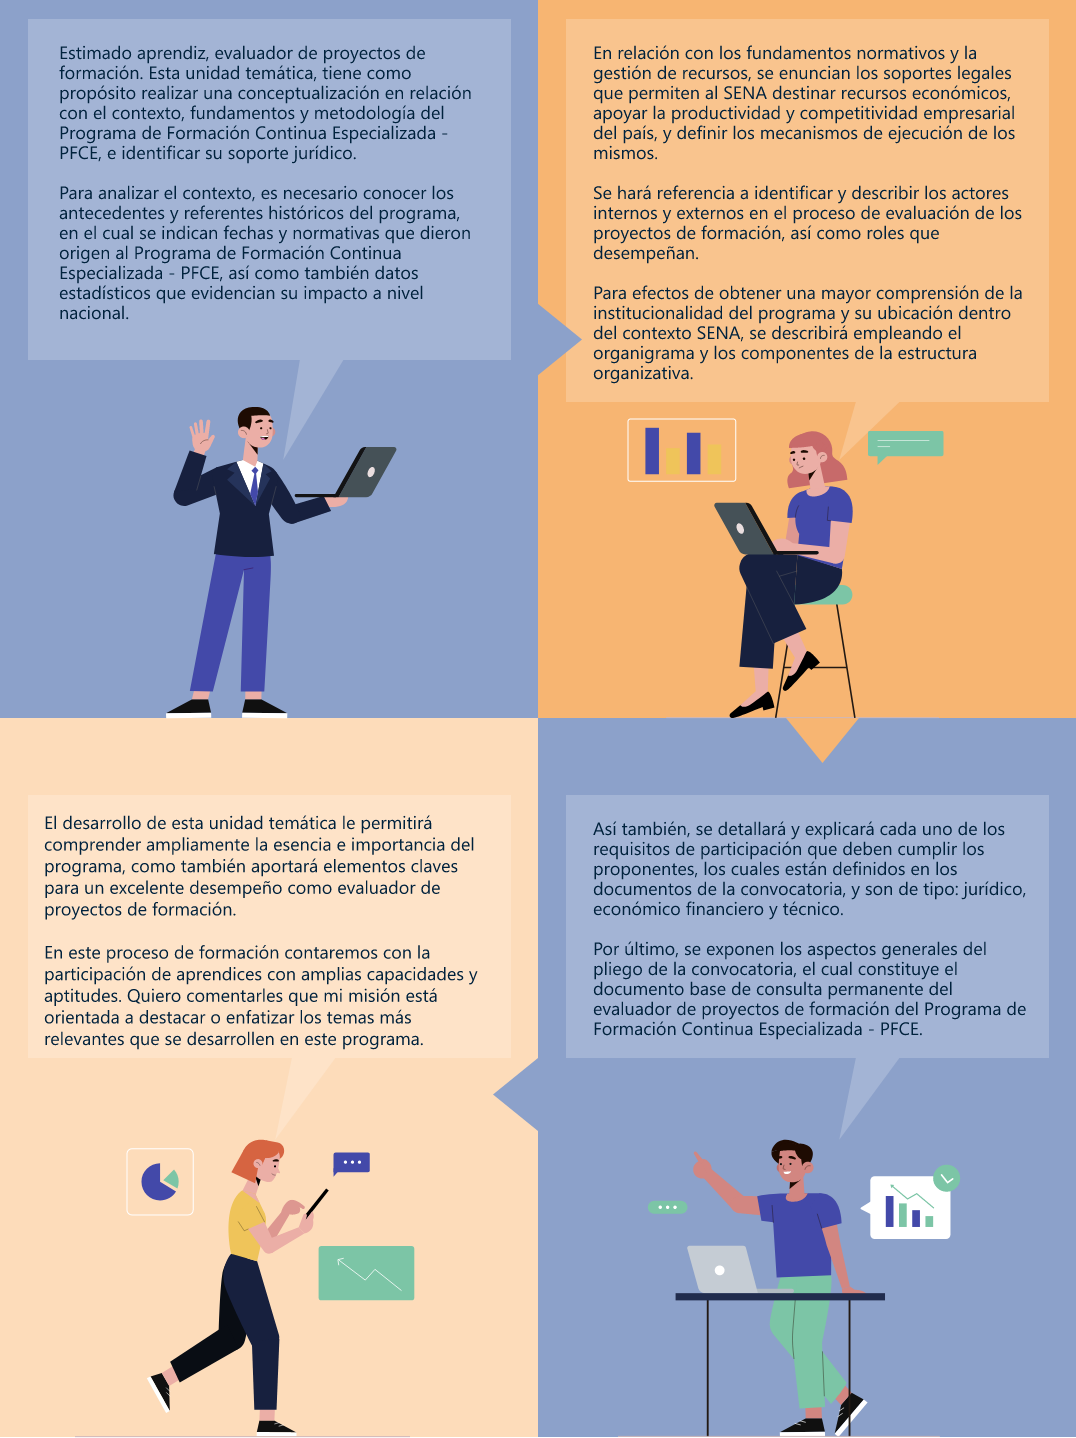 Estimado aprendiz, evaluador de proyectos de
formación. Esta unidad temática, tiene como
propósito realizar una conceptualización en relación
con el contexto, fundamentos y metodología del
Programa de Formación Continua Especializada -
PFCE, e identificar su soporte jurídico.
Para analizar el contexto, es necesario conocer los
antecedentes y referentes históricos del programa,
en el cual se indican fechas y normativas que dieron
origen al Programa de Formación Continua
Especializada - PFCE, así como también datos
estadísticos que evidencian su impacto a nivel
nacional.
En relación con los fundamentos normativos y la
gestión de recursos, se enuncian los soportes legales
que permiten al SENA destinar recursos económicos,
apoyar la productividad y competitividad empresarial
del país, y definir los mecanismos de ejecución de los
mismos.
Se hará referencia a identificar y describir los actores
internos y externos en el proceso de evaluación de los
proyectos de formación, así como roles que
desempeñan.
Para efectos de obtener una mayor comprensión de la
institucionalidad del programa y su ubicación dentro
del contexto SENA, se describirá empleando el
organigrama y los componentes de la estructura
organizativa.
Así también, se detallará y explicará cada uno de los
requisitos de participación que deben cumplir los
proponentes, los cuales están definidos en los
documentos de la convocatoria, y son de tipo: jurídico,
económico financiero y técnico.
Por último, se exponen los aspectos generales del
pliego de la convocatoria, el cual constituye el
documento base de consulta permanente del
evaluador de proyectos de formación del Programa de
Formación Continua Especializada - PFCE.
El desarrollo de esta unidad temática le permitirá
comprender ampliamente la esencia e importancia del
programa, como también aportará elementos claves
para un excelente desempeño como evaluador de
proyectos de formación.
En este proceso de formación contaremos con la
participación de aprendices con amplias capacidades y
aptitudes. Quiero comentarles que mi misión está
orientada a destacar o enfatizar los temas más
relevantes que se desarrollen en este programa.